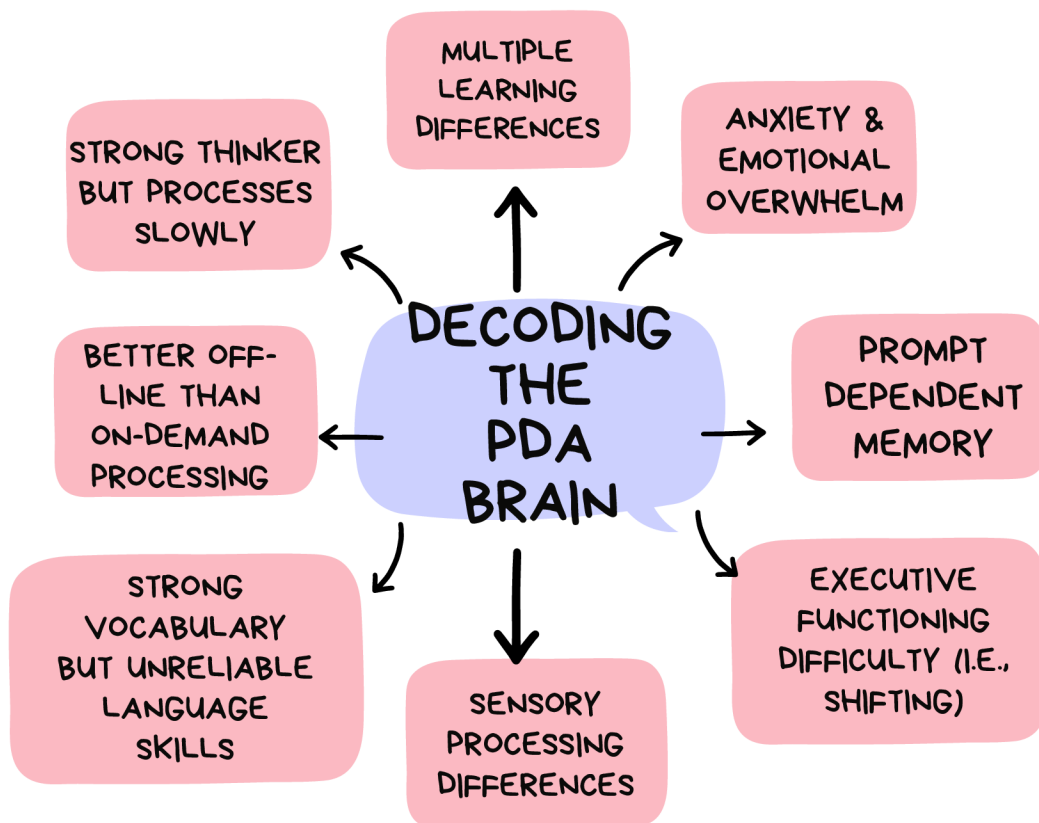 DECODING
THE
PDA
BRAIN
MULTIPLE
LEARNING
DIFFERENCES
ANXIETY &
EMOTIONAL
OVERWHELM
PROMPT
DEPENDENT
MEMORY
EXECUTIVE
FUNCTIONING
DIFFICULTY (I.E.,
SHIFTING)
SENSORY
PROCESSING
DIFFERENCES
STRONG
VOCABULARY
BUT UNRELIABLE
LANGUAGE
SKILLS
BETTER OFF-
LINE THAN
ON-DEMAND
PROCESSING
STRONG THINKER
BUT PROCESSES
SLOWLY